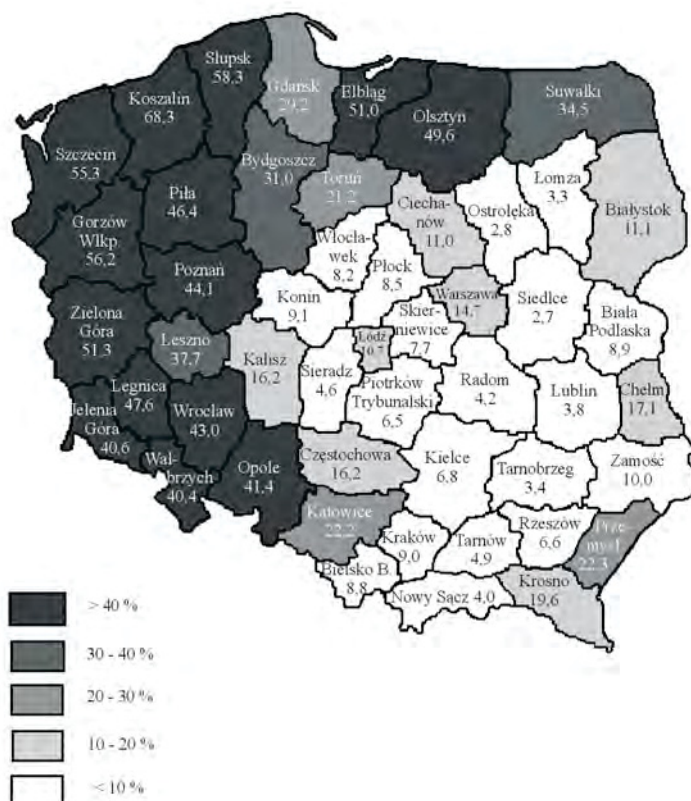 Słupsk
58,3
Gdańsk
29,2
Koszalin
68,3
Elbląg
51,0
Olsztyn
49,6
Suwałki
34,5
Szczecin
55,3
Bydgoszcz
31,0
Toruń
21,2
Piła
46,4
Ciecha-
nów
11,0
Ostrolęka
2,8
Łomza
3,3
Białystok
11,1
Gorzów
Wlkp
56,2
Włocła-
wek
8,2
Płock
8,5
Poznań
44,1
Konin
9,1
Warszawa
14,7
Siedlce
2,7
Biała
Podlaska
8,9
Zielona
Góra
51,3
Leszno
37,7
Kalisz
16,2
Sieradz
4,6
Łódź
10,7
Skier-
niewice
7,7
Piotrków
Trybunalski
6,5
Radom
4,2
Lublin
3,8
Chełm
17,1
Legnica
47,6
Jelenia
Góra
40,6
Wrocław
43,0
Wał-
brzych
40,4
Opole
41,4
Częstochowa
16,2
Kielce
6,8
Tarnobrzeg
3,4
Zamość
10,0
Katowice
Kraków
9,0
Tarnów
4,9
Rzeszów
6,6
Prze-
myśl
22,3
Bielsko B.
8,8
Nowy Sącz 4,0
Krosno
19,6
> 40 %
30 - 40 %
20 - 30 %
10 - 20 %
< 10 %